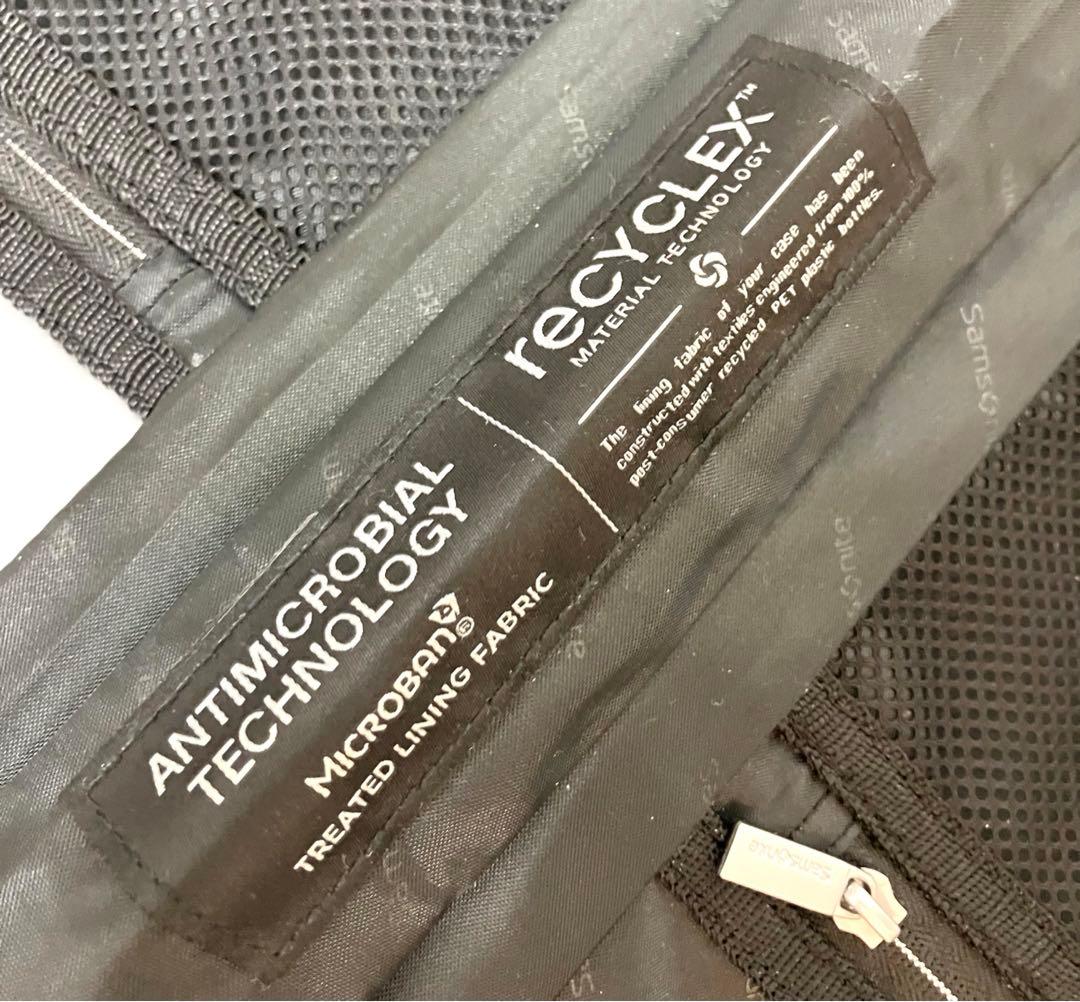 ANTIMICROBIAL
TECHNOLOGY
MICROBAN®
TREATED LINING FABRIC
recYCLEX™
MATERIAL TECHNOLOGY
The lining fabric of your case has been
constructed with textiles engineered from 100%
post-consumer recycled PET plastic bottles.
Samso
Samsonite